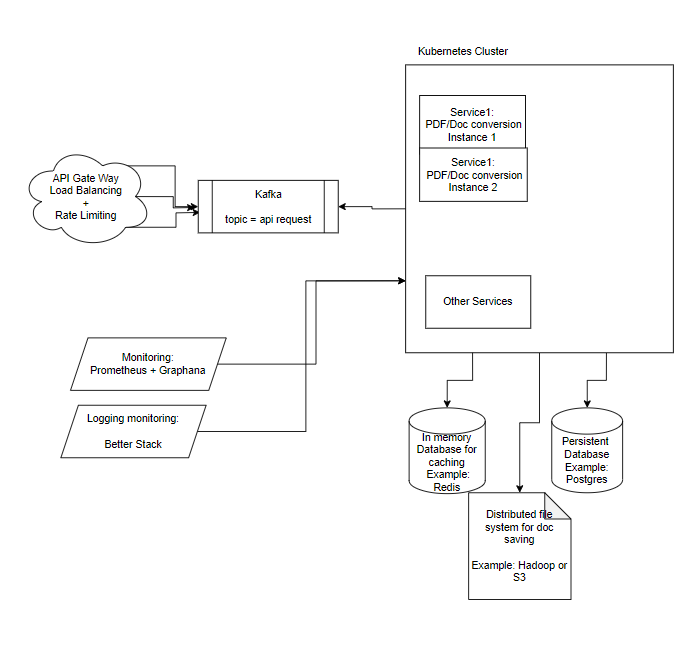 Kubernetes Cluster
Service1:
PDF/Doc conversion
Instance 1
Service1:
PDF/Doc conversion
Instance 2
API Gate Way
Load Balancing
+
Rate Limiting
Kafka
topic = api request
Other Services
Monitoring:
Prometheus + Graphana
Logging monitoring:
Better Stack
In memory
Database for
caching
Example:
Redis
Persistent
Database
Example:
Postgres
Distributed file
system for doc
saving
Example: Hadoop or
S3